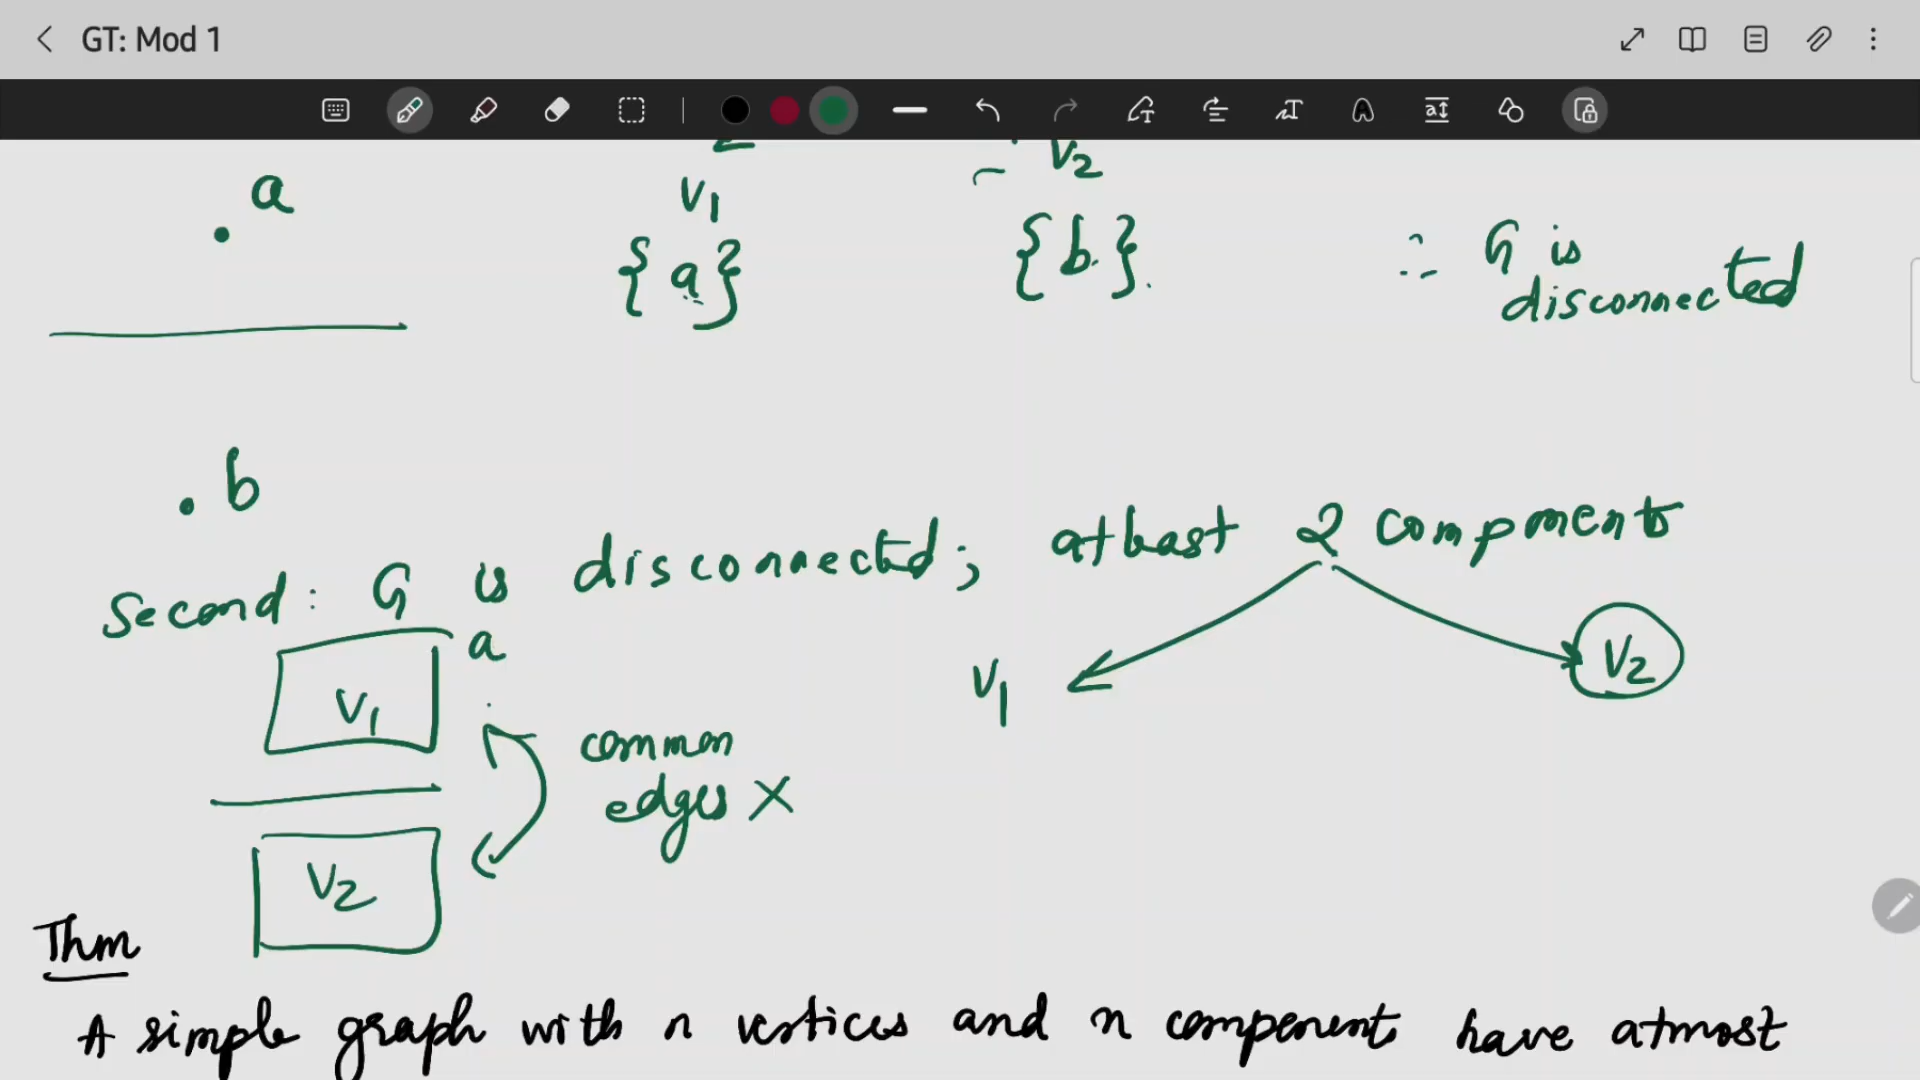 GT: Mod 1
V2
a
V1
{a}
{b}.
∴ G is
disconnected
. b
Second: G is disconnected; atleast 2 components
a
V1
V1
V2
common
edges X
V2
Thm
A simple graph with n vertices and n component have atmost